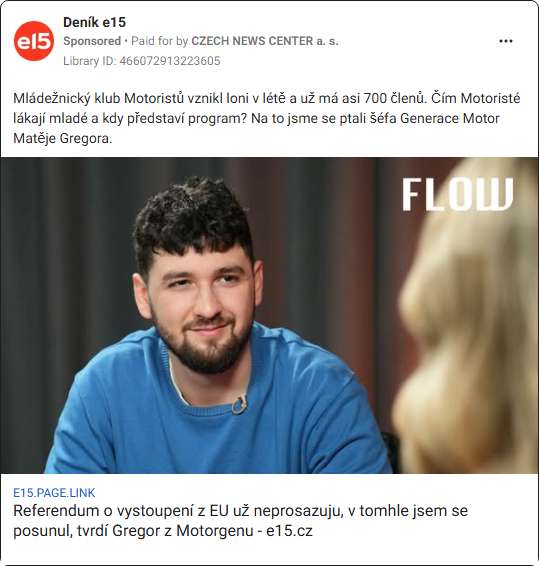 Deník e15
e15
Sponsored • Paid for by CZECH NEWS CENTER a. s.
Library ID: 466072913223605
Mládežnický klub Motoristů vznikl loni v létě a už má asi 700 členů. Čím Motoristé
lákají mladé a kdy představí program? Na to jsme se ptali šéfa Generace Motor
Matěje Gregora.
FLOW
E15.PAGE.LINK
Referendum o vystoupení z EU už neprosazuju, v tomhle jsem se
posunul, tvrdí Gregor z Motorgenu - e15.cz